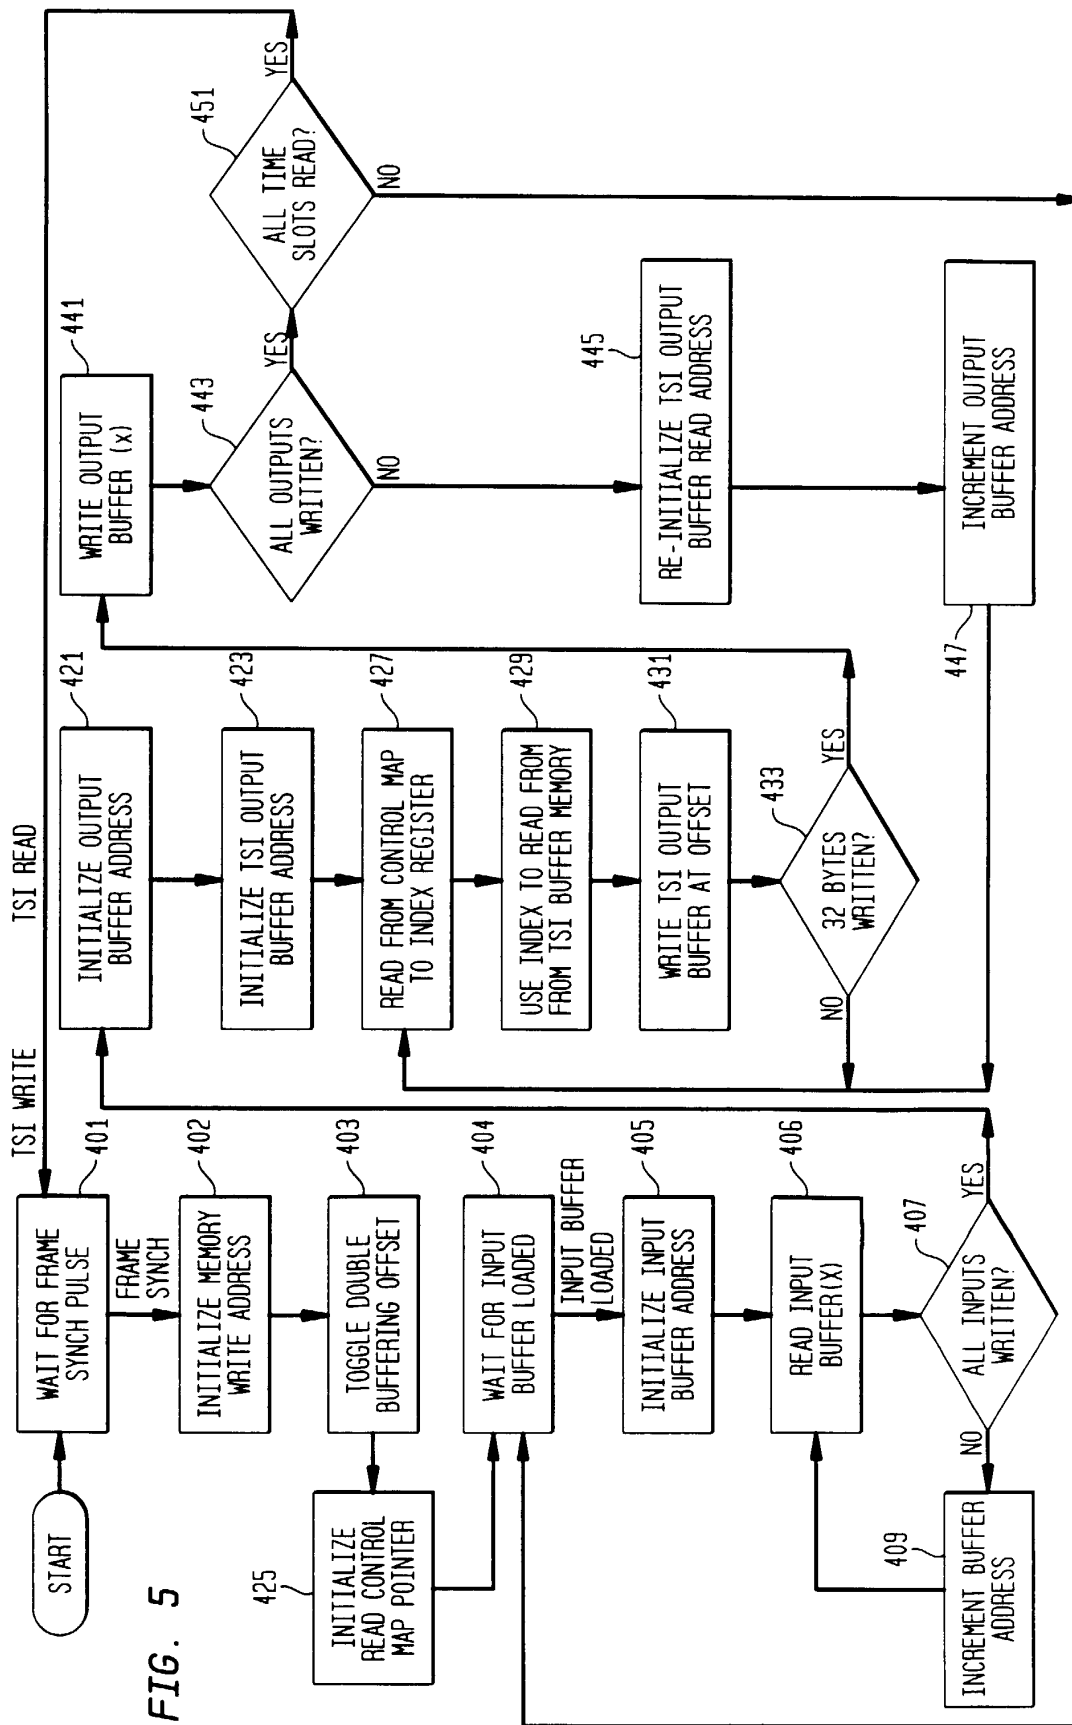 FIG. 5
START
TSI WRITE
TSI READ
WAIT FOR FRAME
SYNCH PULSE
401
FRAME
SYNCH
INITIALIZE MEMORY
WRITE ADDRESS
402
TOGGLE DOUBLE
BUFFERING OFFSET
403
INITIALIZE
READ CONTROL
MAP POINTER
425
WAIT FOR INPUT
BUFFER LOADED
404
INPUT BUFFER
LOADED
INITIALIZE INPUT
BUFFER ADDRESS
405
READ INPUT
BUFFER(X)
406
ALL INPUTS
WRITTEN?
407
NO
YES
INCREMENT BUFFER
ADDRESS
409
INITIALIZE OUTPUT
BUFFER ADDRESS
421
INITIALIZE TSI OUTPUT
BUFFER ADDRESS
423
READ FROM CONTROL MAP
TO INDEX REGISTER
427
USE INDEX TO READ FROM
FROM TSI BUFFER MEMORY
429
WRITE TSI OUTPUT
BUFFER AT OFFSET
431
32 BYTES
WRITTEN?
433
NO
YES
WRITE OUTPUT
BUFFER (x)
441
ALL OUTPUTS
WRITTEN?
443
YES
NO
RE-INITIALIZE TSI OUTPUT
BUFFER READ ADDRESS
445
INCREMENT OUTPUT
BUFFER ADDRESS
447
ALL TIME
SLOTS READ?
451
YES
NO